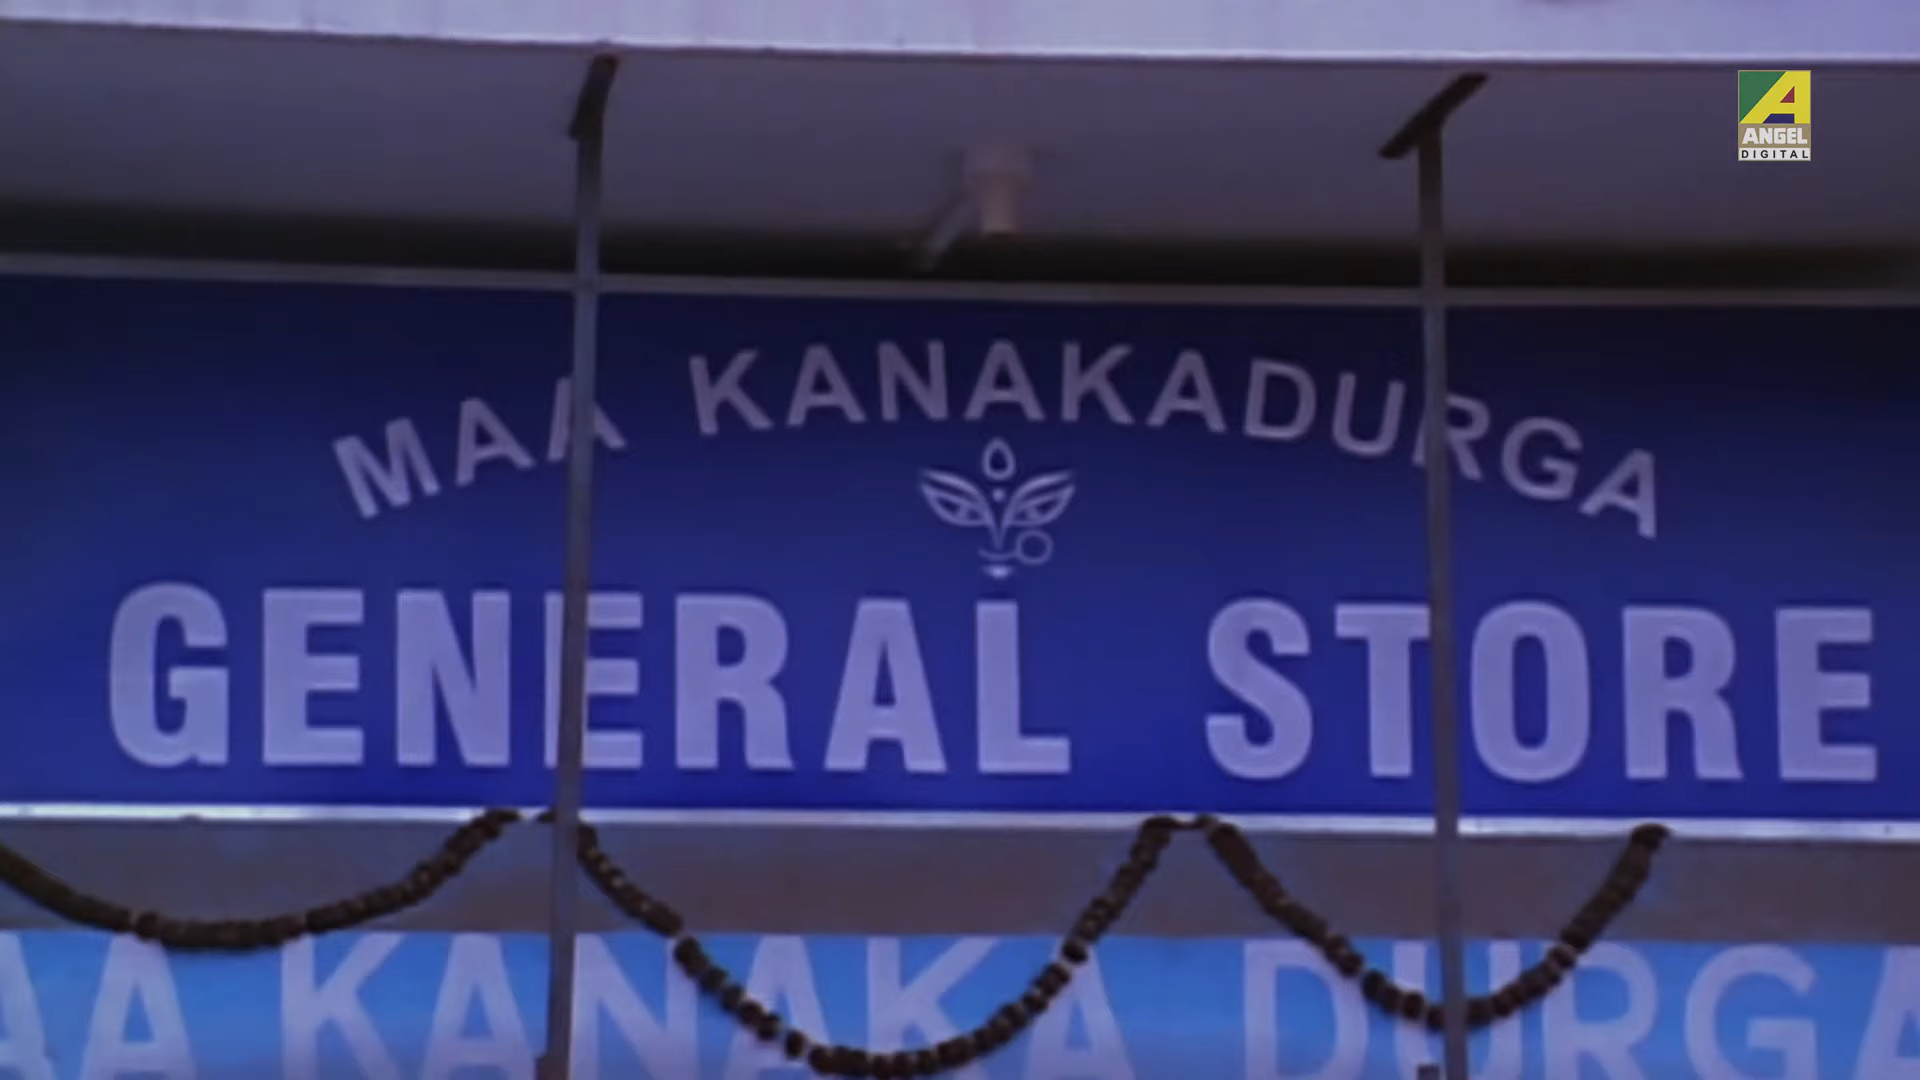 ANGEL
DIGITAL
MAA KANAKADURGA
GENERAL STORE
AA KANAKA DURGA